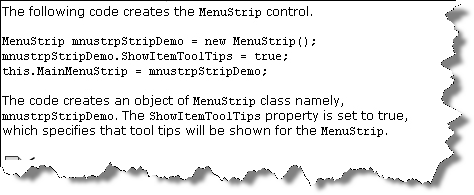 The following code creates the MenuStrip control.
MenuStrip mnustrpStripDemo = new MenuStrip();
mnustrpStripDemo.ShowItemToolTips = true;
this.MainMenuStrip = mnustrpStripDemo;
The code creates an object of MenuStrip class namely,
mnustrpStripDemo. The ShowItemToolTips property is set to true,
which specifies that tool tips will be shown for the MenuStrip.